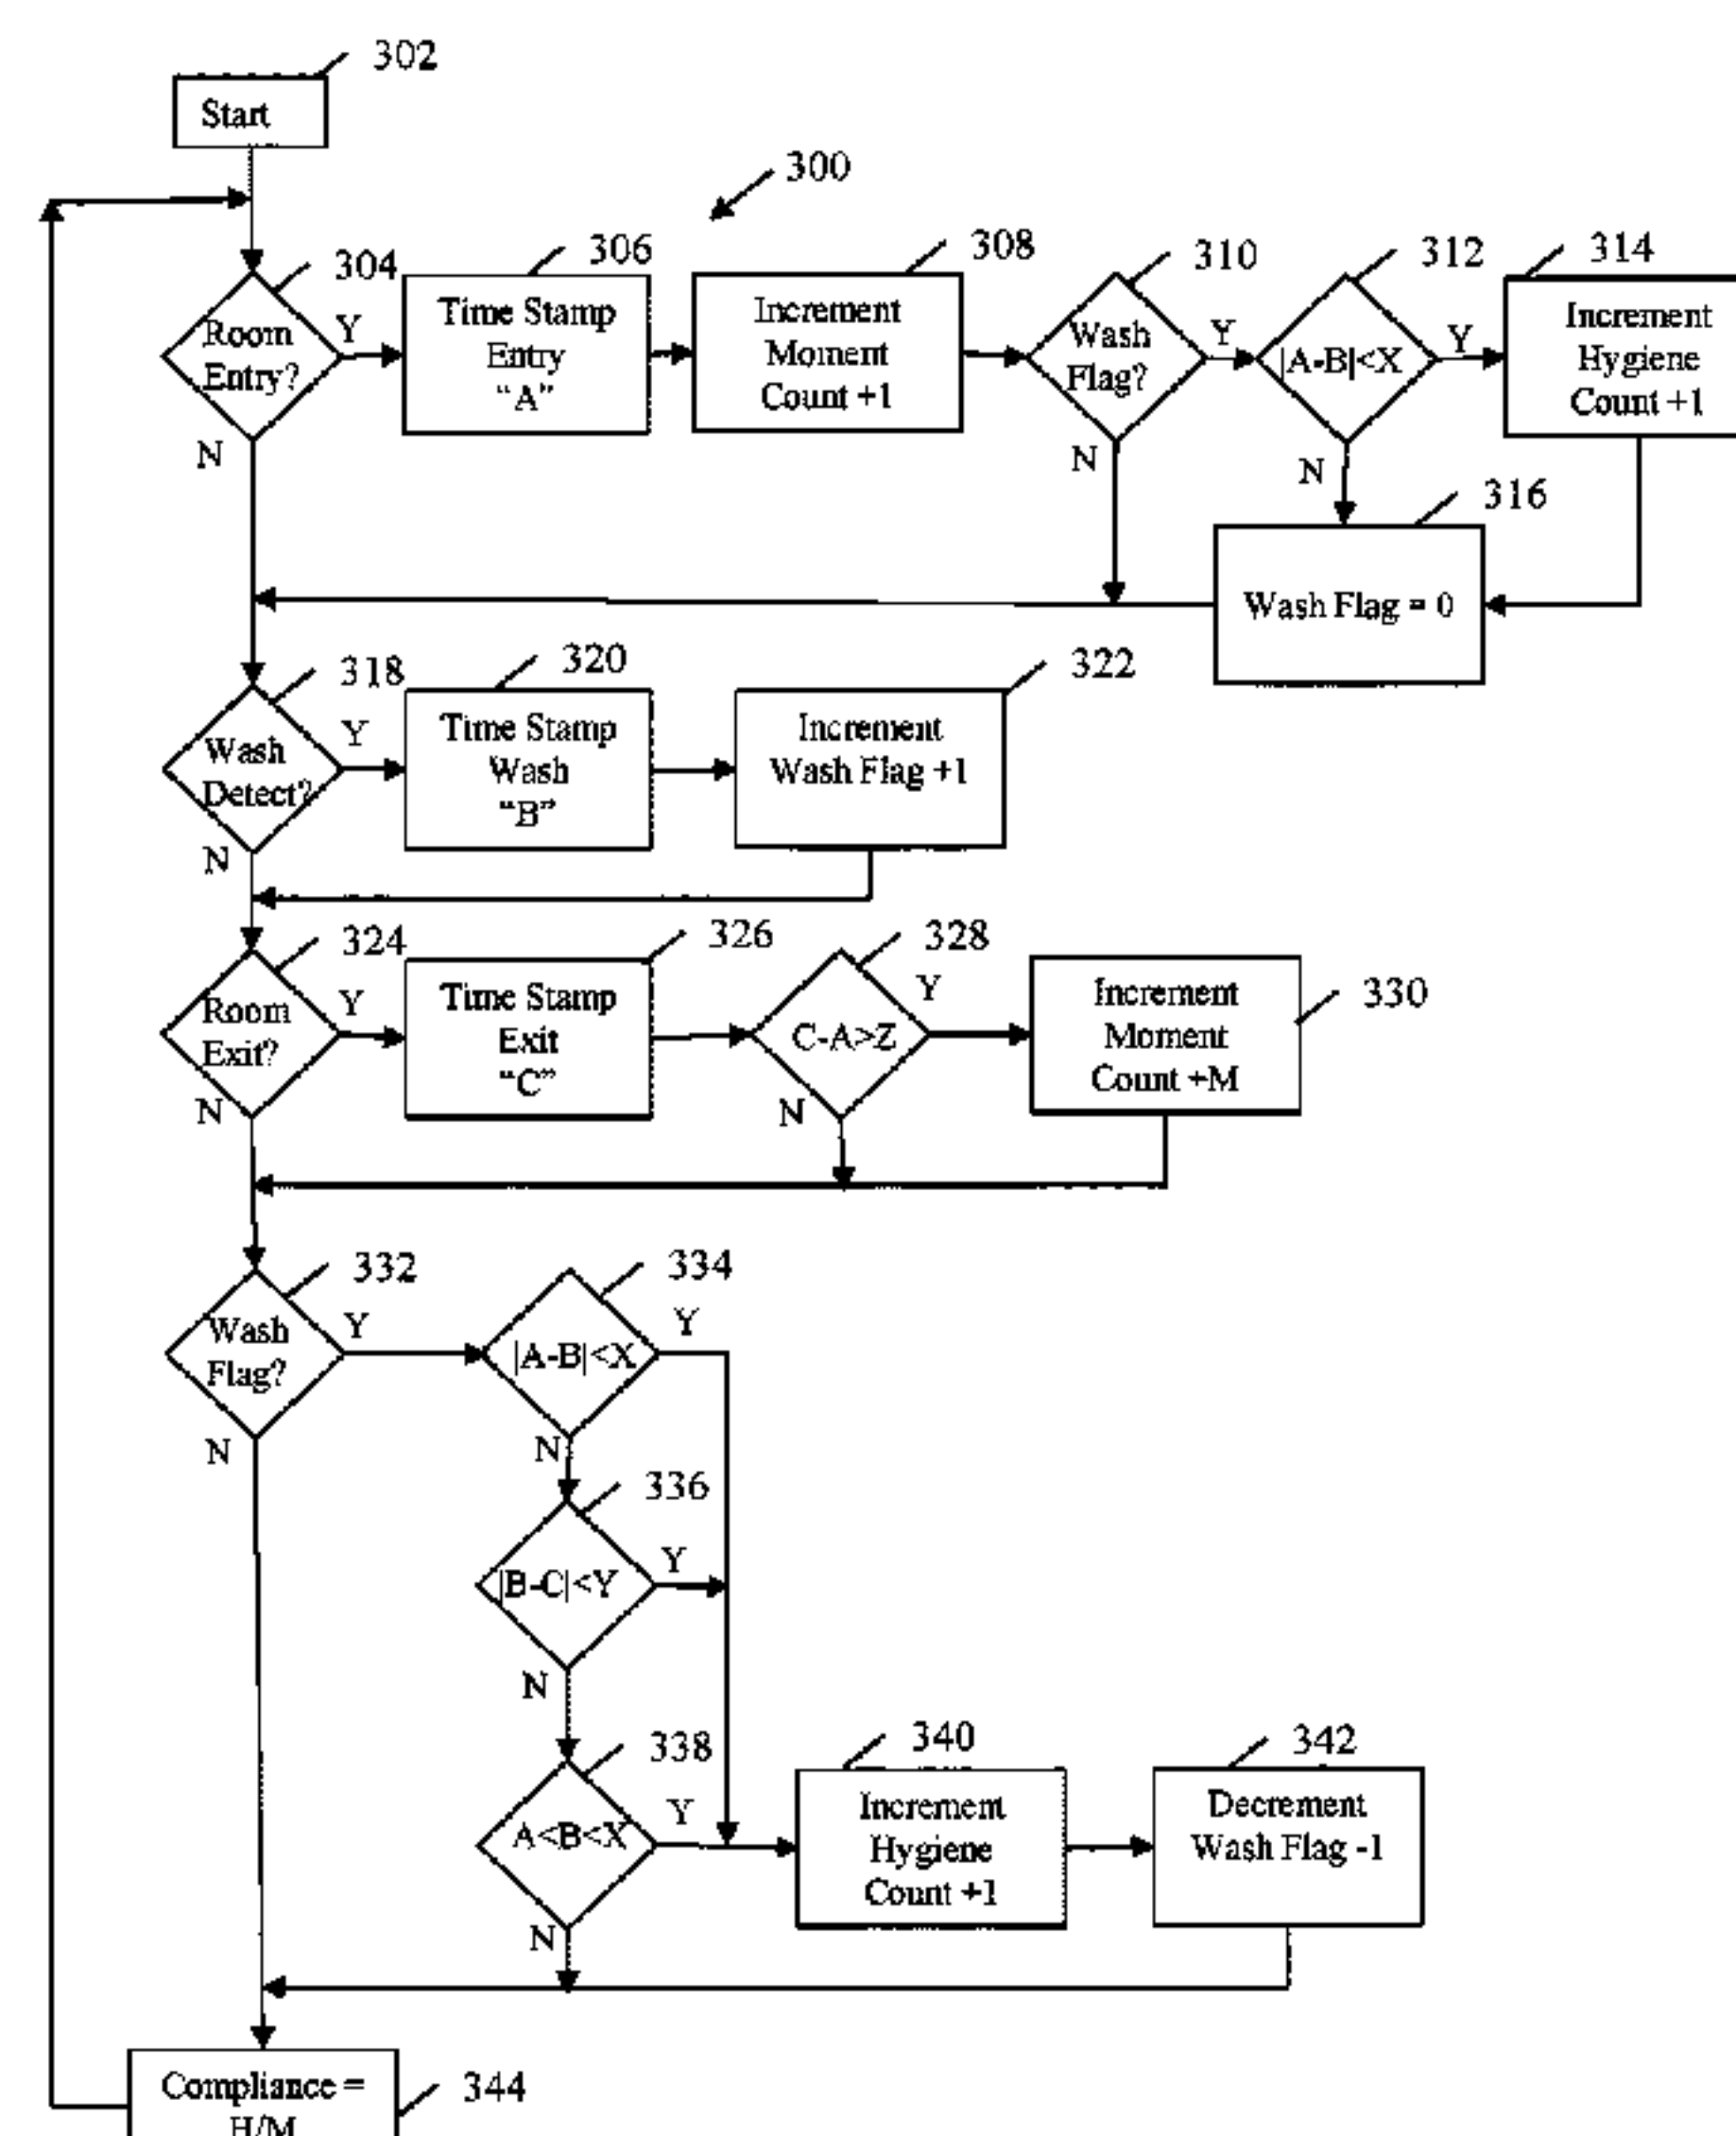 302
Start
300
304
Room
Entry?
Y
N
306
Time Stamp
Entry
“A”
308
Increment
Moment
Count +1
310
Wash
Flag?
Y
N
312
|A-B|<X
Y
N
314
Increment
Hygiene
Count +1
316
Wash Flag = 0
318
Wash
Detect?
Y
N
320
Time Stamp
Wash
“B”
322
Increment
Wash Flag +1
324
Room
Exit?
Y
N
326
Time Stamp
Exit
“C”
328
C-A>Z
Y
N
330
Increment
Moment
Count +M
332
Wash
Flag?
Y
N
334
|A-B|<X
Y
N
336
|B-C|<Y
Y
N
338
A<B<X
Y
N
340
Increment
Hygiene
Count +1
342
Decrement
Wash Flag -1
344
Compliance =
H/M